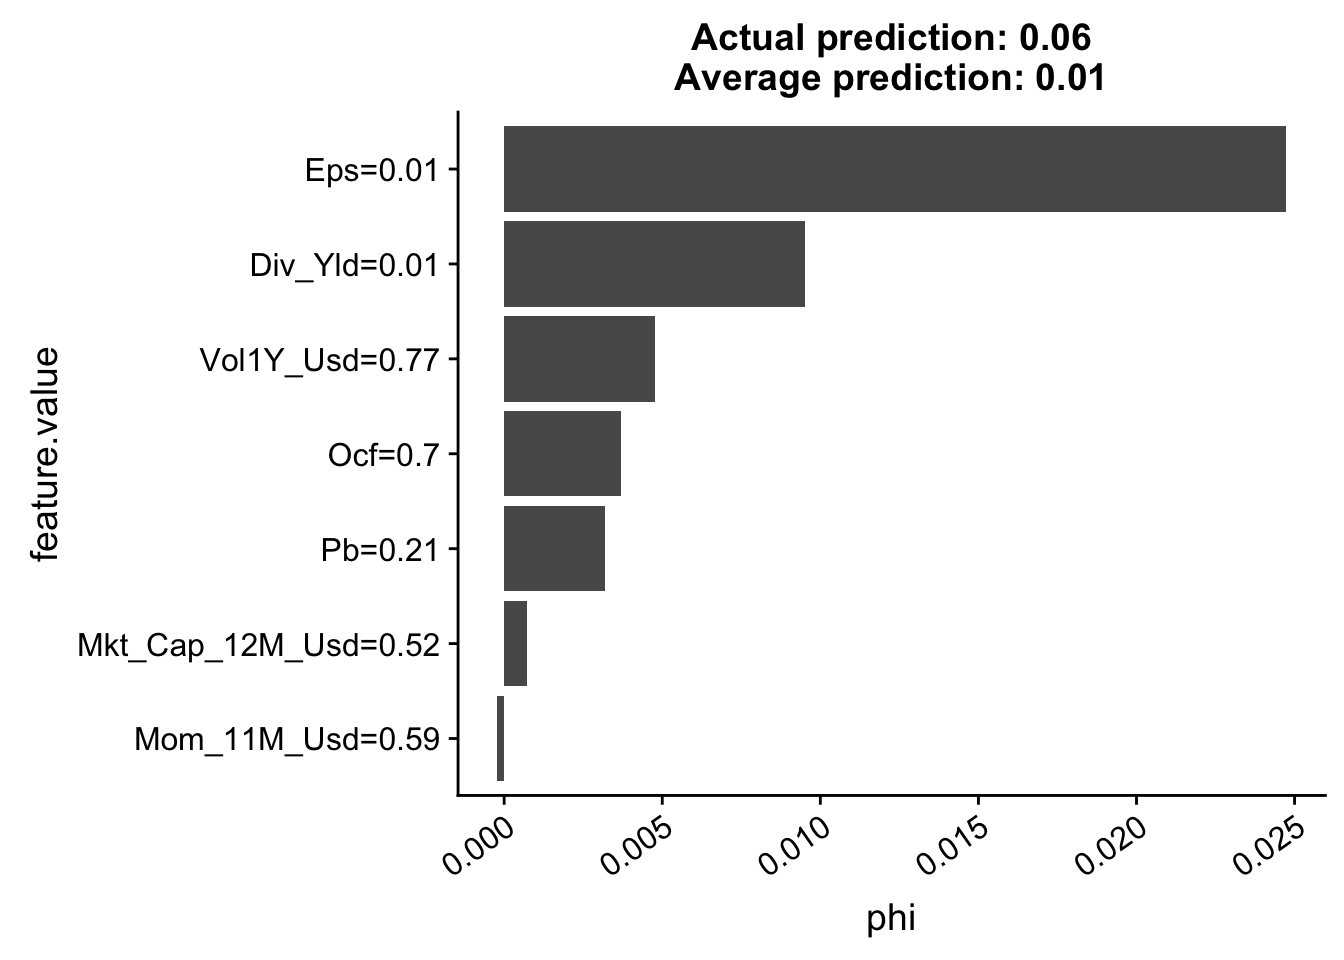 Actual prediction: 0.06
Average prediction: 0.01
feature.value
Eps=0.01
Div_Yld=0.01
Vol1Y_Usd=0.77
Ocf=0.7
Pb=0.21
Mkt_Cap_12M_Usd=0.52
Mom_11M_Usd=0.59
0.000 0.005 0.010 0.015 0.020 0.025
phi